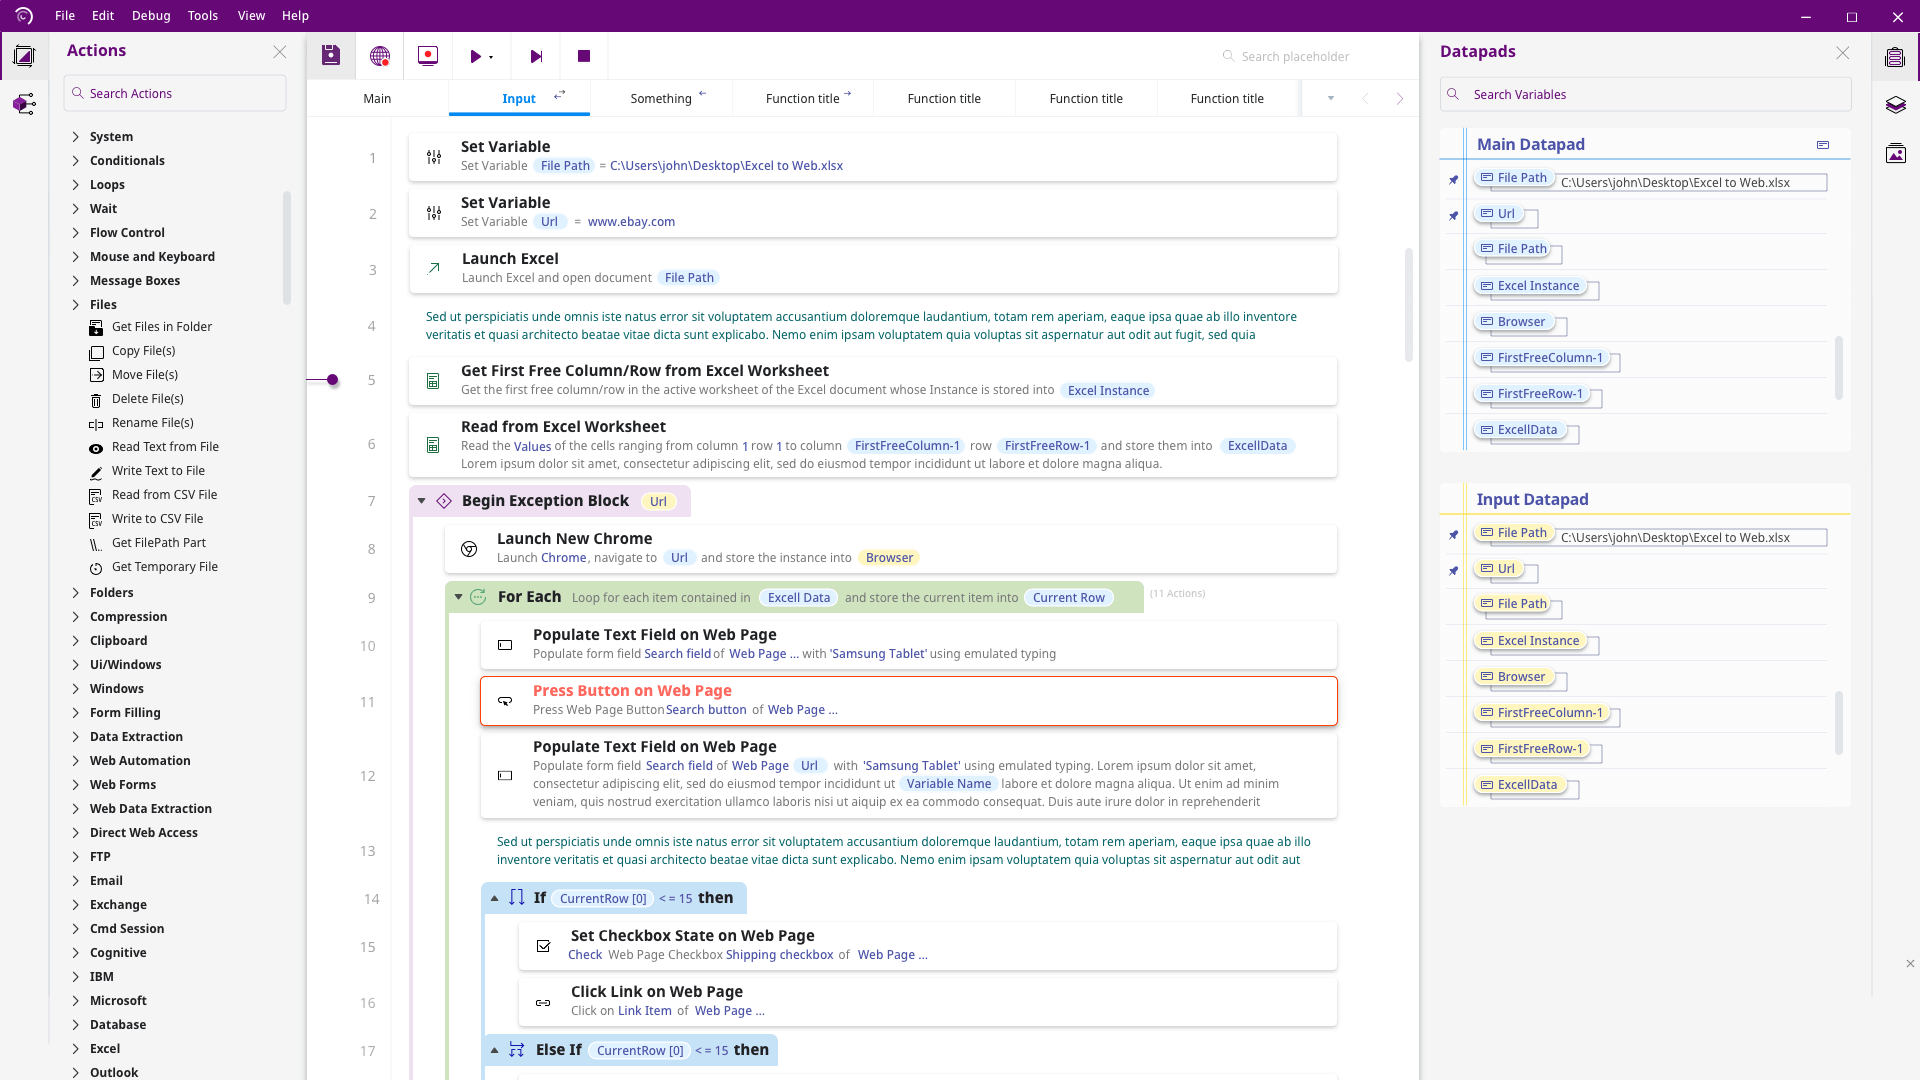 File Edit Debug Tools View Help
Actions
Search Actions
System
Conditionals
Loops
Wait
Flow Control
Mouse and Keyboard
Message Boxes
Files
Get Files in Folder
Copy File(s)
Move File(s)
Delete File(s)
Rename File(s)
Read Text from File
Write Text to File
Read from CSV File
Write to CSV File
Get FilePath Part
Get Temporary File
Folders
Compression
Clipboard
Ui/Windows
Windows
Form Filling
Data Extraction
Web Automation
Web Forms
Web Data Extraction
Direct Web Access
FTP
Email
Exchange
Cmd Session
Cognitive
IBM
Microsoft
Database
Excel
Outlook
Search placeholder
Main Input Something Function title Function title Function title Function title
1 Set Variable
Set Variable File Path = C:\Users\john\Desktop\Excel to Web.xlsx
2 Set Variable
Set Variable Url = www.ebay.com
3 Launch Excel
Launch Excel and open document File Path
4 Sed ut perspiciatis unde omnis iste natus error sit voluptatem accusantium doloremque laudantium, totam rem aperiam, eaque ipsa quae ab illo inventore
veritatis et quasi architecto beatae vitae dicta sunt explicabo. Nemo enim ipsam voluptatem quia voluptas sit aspernatur aut odit aut fugit, sed quia
5 Get First Free Column/Row from Excel Worksheet
Get the first free column/row in the active worksheet of the Excel document whose Instance is stored into Excel Instance
6 Read from Excel Worksheet
Read the Values of the cells ranging from column 1 row 1 to column FirstFreeColumn-1 row FirstFreeRow-1 and store them into ExcellData
Lorem ipsum dolor sit amet, consectetur adipiscing elit, sed do eiusmod tempor incididunt ut labore et dolore magna aliqua.
7 Begin Exception Block Url
8 Launch New Chrome
Launch Chrome, navigate to Url and store the instance into Browser
9 For Each Loop for each item contained in Excell Data and store the current item into Current Row (11 Actions)
10 Populate Text Field on Web Page
Populate form field Search field of Web Page ... with 'Samsung Tablet' using emulated typing
11 Press Button on Web Page
Press Web Page Button Search button of Web Page ...
12 Populate Text Field on Web Page
Populate form field Search field of Web Page Url with 'Samsung Tablet' using emulated typing. Lorem ipsum dolor sit amet,
consectetur adipiscing elit, sed do eiusmod tempor incididunt ut Variable Name labore et dolore magna aliqua. Ut enim ad minim
veniam, quis nostrud exercitation ullamco laboris nisi ut aiquip ex ea commodo consequat. Duis aute irure dolor in reprehenderit
13 Sed ut perspiciatis unde omnis iste natus error sit voluptatem accusantium doloremque laudantium, totam rem aperiam, eaque ipsa quae ab illo
inventore veritatis et quasi architecto beatae vitae dicta sunt explicabo. Nemo enim ipsam voluptatem quia voluptas sit aspernatur aut odit aut
14 If CurrentRow [0] < = 15 then
15 Set Checkbox State on Web Page
Check Web Page Checkbox Shipping checkbox of Web Page ...
16 Click Link on Web Page
Click on Link Item of Web Page ...
17 Else If CurrentRow [0] < = 15 then
Datapads
Search Variables
Main Datapad
File Path C:\Users\john\Desktop\Excel to Web.xlsx
Url
File Path
Excel Instance
Browser
FirstFreeColumn-1
FirstFreeRow-1
ExcellData
Input Datapad
File Path C:\Users\john\Desktop\Excel to Web.xlsx
Url
File Path
Excel Instance
Browser
FirstFreeColumn-1
FirstFreeRow-1
ExcellData